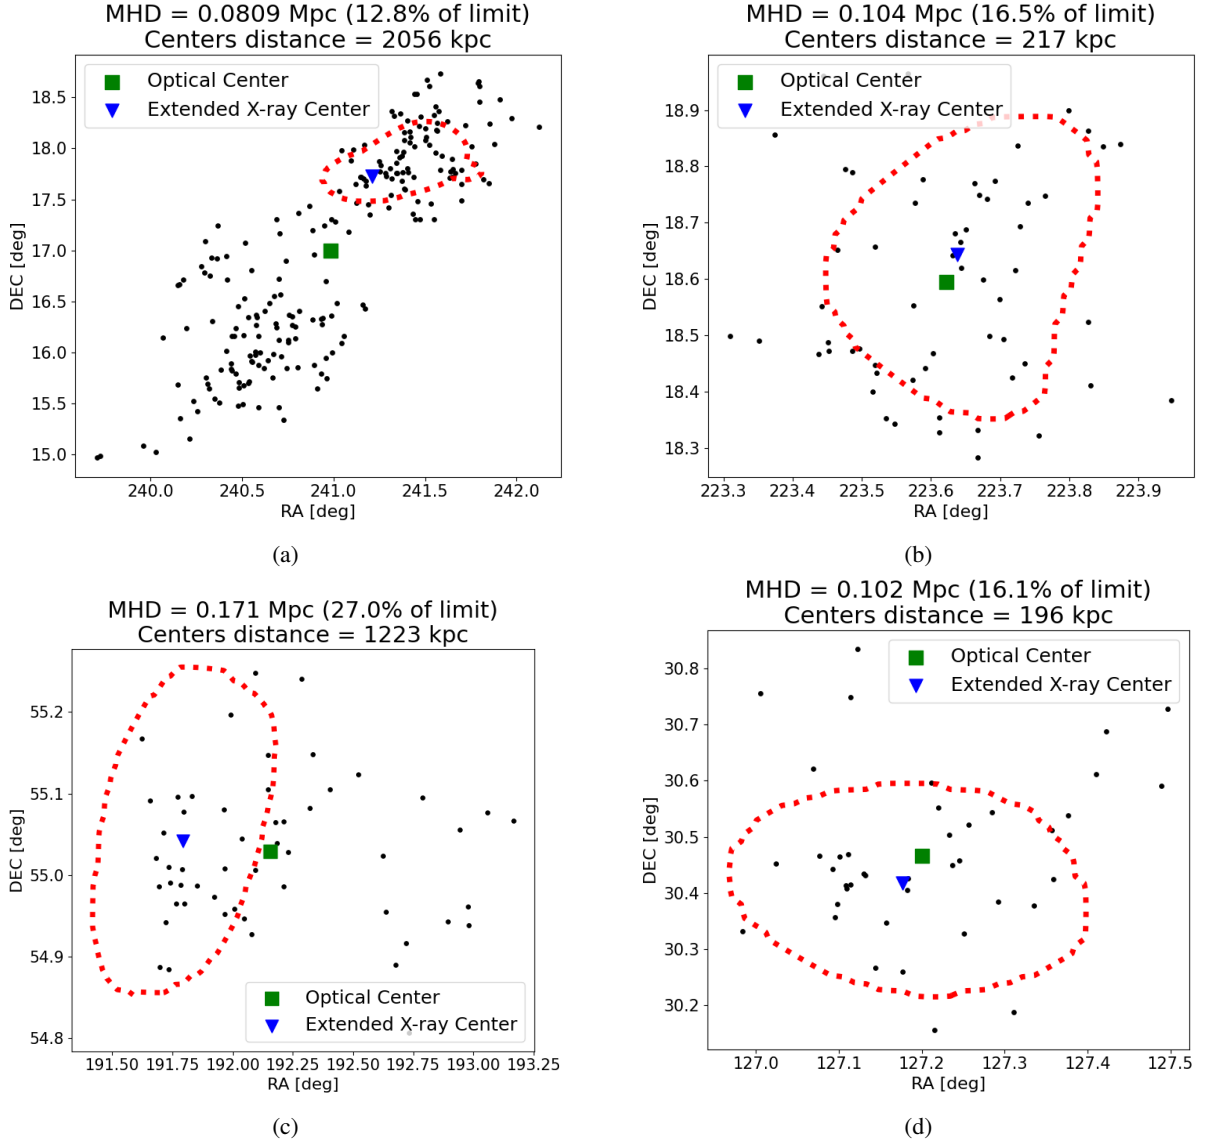 MHD = 0.0809 Mpc (12.8% of limit)
Centers distance = 2056 kpc
Optical Center
Extended X-ray Center
18.5
18.0
17.5
17.0
16.5
16.0
15.5
15.0
DEC [deg]
240.0 240.5 241.0 241.5 242.0
RA [deg]
(a)
MHD = 0.104 Mpc (16.5% of limit)
Centers distance = 217 kpc
Optical Center
Extended X-ray Center
18.9
18.8
18.7
18.6
18.5
18.4
18.3
DEC [deg]
223.3 223.4 223.5 223.6 223.7 223.8 223.9
RA [deg]
(b)
MHD = 0.171 Mpc (27.0% of limit)
Centers distance = 1223 kpc
55.2
55.1
55.0
54.9
54.8
DEC [deg]
Optical Center
Extended X-ray Center
191.50 191.75 192.00 192.25 192.50 192.75 193.00 193.25
RA [deg]
(c)
MHD = 0.102 Mpc (16.1% of limit)
Centers distance = 196 kpc
Optical Center
Extended X-ray Center
30.8
30.7
30.6
30.5
30.4
30.3
30.2
DEC [deg]
127.0 127.1 127.2 127.3 127.4 127.5
RA [deg]
(d)